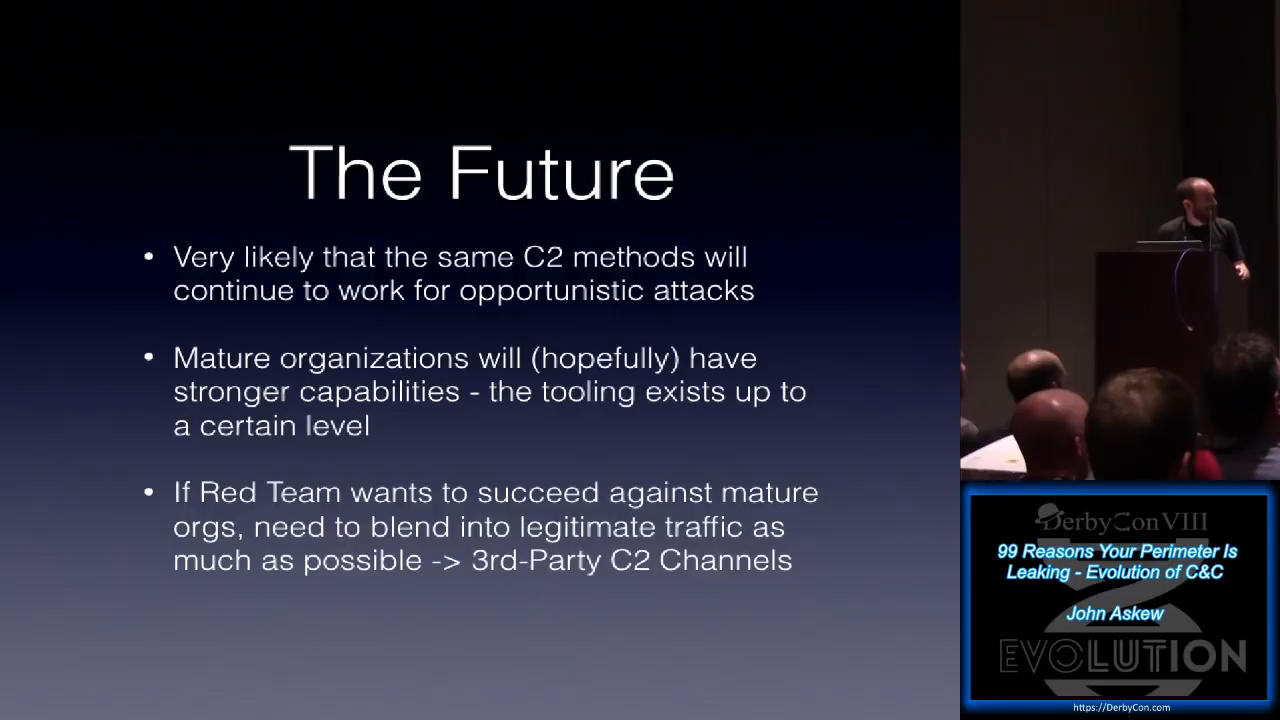 The Future
• Very likely that the same C2 methods will
continue to work for opportunistic attacks
• Mature organizations will (hopefully) have
stronger capabilities - the tooling exists up to
a certain level
• If Red Team wants to succeed against mature
orgs, need to blend into legitimate traffic as
much as possible -> 3rd-Party C2 Channels
DerbyCon VIII
99 Reasons Your Perimeter Is
Leaking - Evolution of C&C
John Askew
EVOLUTION
https://DerbyCon.com